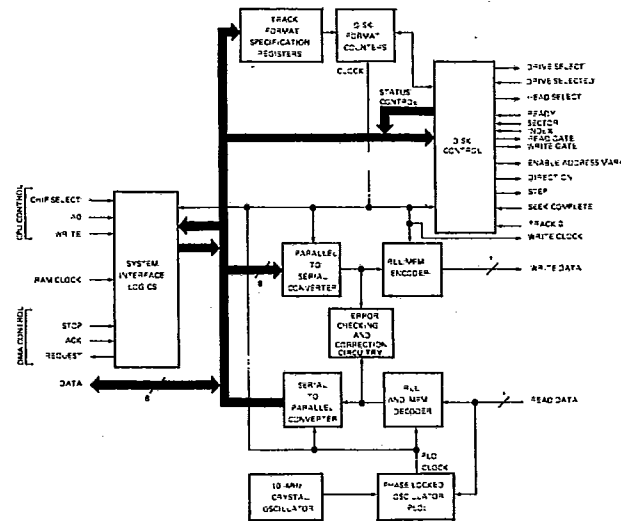 TRACK
FORMAT
SPECIFICATION
REGISTERS
DISK
FORMAT
COUNTERS
CLOCK
STATUS
CONTROL
DISK
CONTROL
DRIVE SELECT
DRIVE SELECTED
HEAD SELECT
READY
SECTOR
INDEX
READ GATE
WRITE GATE
ENABLE ADDRESS MARK
DIRECTION
STEP
SEEK COMPLETE
TRACK 0
WRITE CLOCK
CPU CONTROL
CHIP SELECT
A0
WRITE
RAM CLOCK
DMA CONTROL
STOP
ACK
REQUEST
DATA
8
SYSTEM
INTERFACE
LOGICS
8
PARALLEL
TO
SERIAL
CONVERTER
ENCODER
WRITE DATA
ERROR
CHECKING
AND
CORRECTION
CIRCUITRY
SERIAL
TO
PARALLEL
CONVERTER
RLL
AND MFM
DECODER
READ DATA
PLO
CLOCK
CRYSTAL
OSCILLATOR
PHASE LOCKED
OSCILLATOR